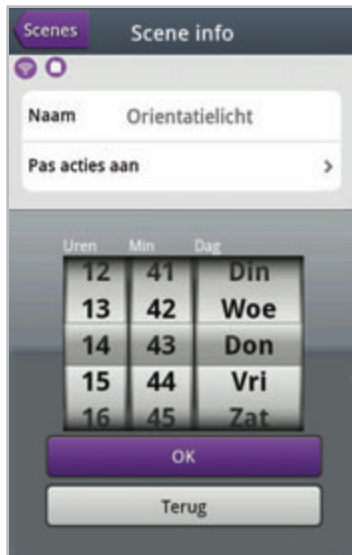 Scenes Scene info
Naam Orientatielicht
Pas acties aan
Uren Min Dag
12 41 Din
13 42 Woe
14 43 Don
15 44 Vri
16 45 Zat
OK
Terug